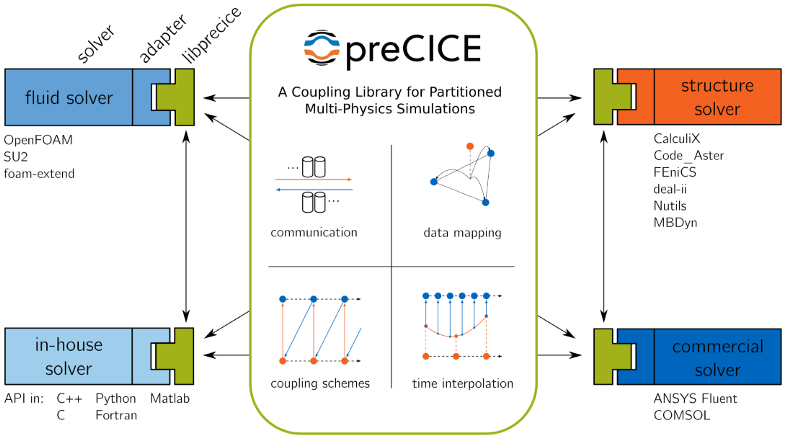 solver
adapter
libprecice
fluid solver
OpenFOAM
SU2
foam-extend
preCICE
A Coupling Library for Partitioned
Multi-Physics Simulations
communication
data mapping
coupling schemes
time interpolation
structure
solver
CalculiX
Code_Aster
FEniCS
deal-ii
Nutils
MBDyn
in-house
solver
API in: C++ Python Matlab
C Fortran
commercial
solver
ANSYS Fluent
COMSOL